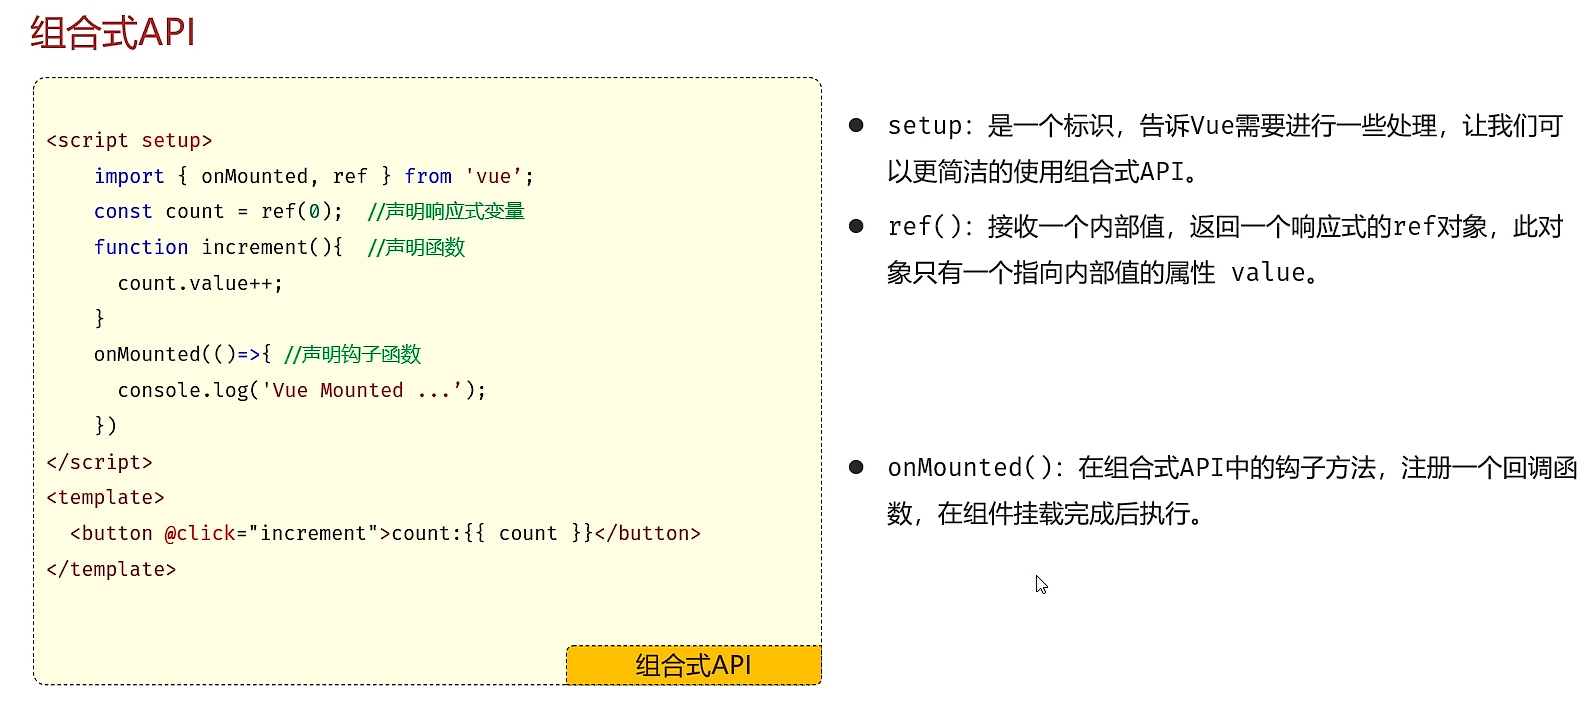 组合式API
<script setup>
import { onMounted, ref } from 'vue’;
const count = ref(0);  //声明响应式变量
function increment(){  //声明函数
count.value++;
}
onMounted(()=>{ //声明钩子函数
console.log('Vue Mounted ...’);
})
</script>
<template>
<button @click="increment">count:{{ count }}</button>
</template>
组合式API
● setup：是一个标识，告诉Vue需要进行一些处理，让我们可
以更简洁的使用组合式API。
● ref()：接收一个内部值，返回一个响应式的ref对象，此对
象只有一个指向内部值的属性 value。
● onMounted()：在组合式API中的钩子方法，注册一个回调函
数，在组件挂载完成后执行。